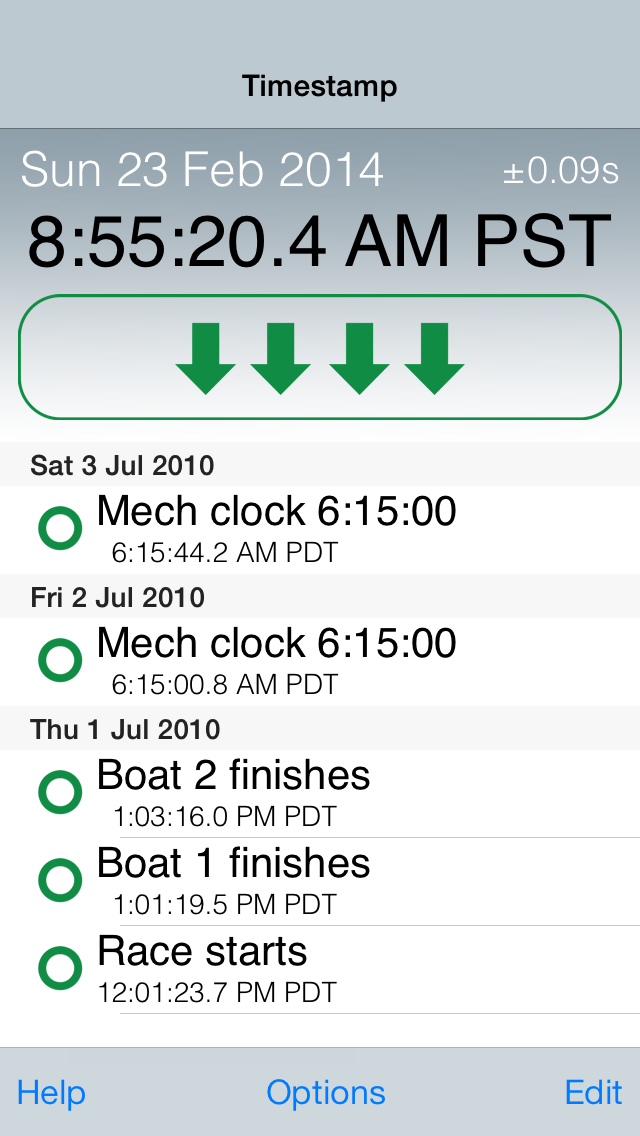 Timestamp
Sun 23 Feb 2014 ±0.09s
8:55:20.4 AM PST
Sat 3 Jul 2010
Mech clock 6:15:00
6:15:44.2 AM PDT
Fri 2 Jul 2010
Mech clock 6:15:00
6:15:00.8 AM PDT
Thu 1 Jul 2010
Boat 2 finishes
1:03:16.0 PM PDT
Boat 1 finishes
1:01:19.5 PM PDT
Race starts
12:01:23.7 PM PDT
Help Options Edit